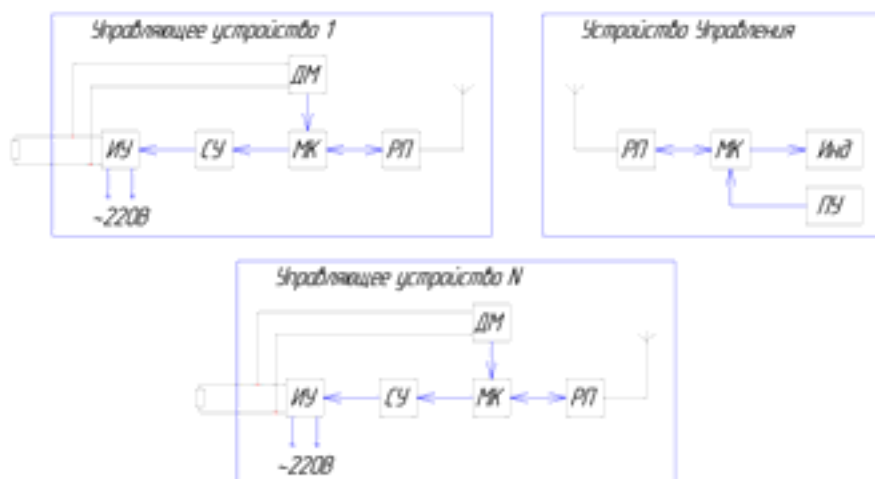 Управляющее устройство 1
ДМ
ИУ СУ МК РП
~220В
Устройство Управления
РП МК Инд
ПУ
Управляющее устройство N
ДМ
ИУ СУ МК РП
~220В